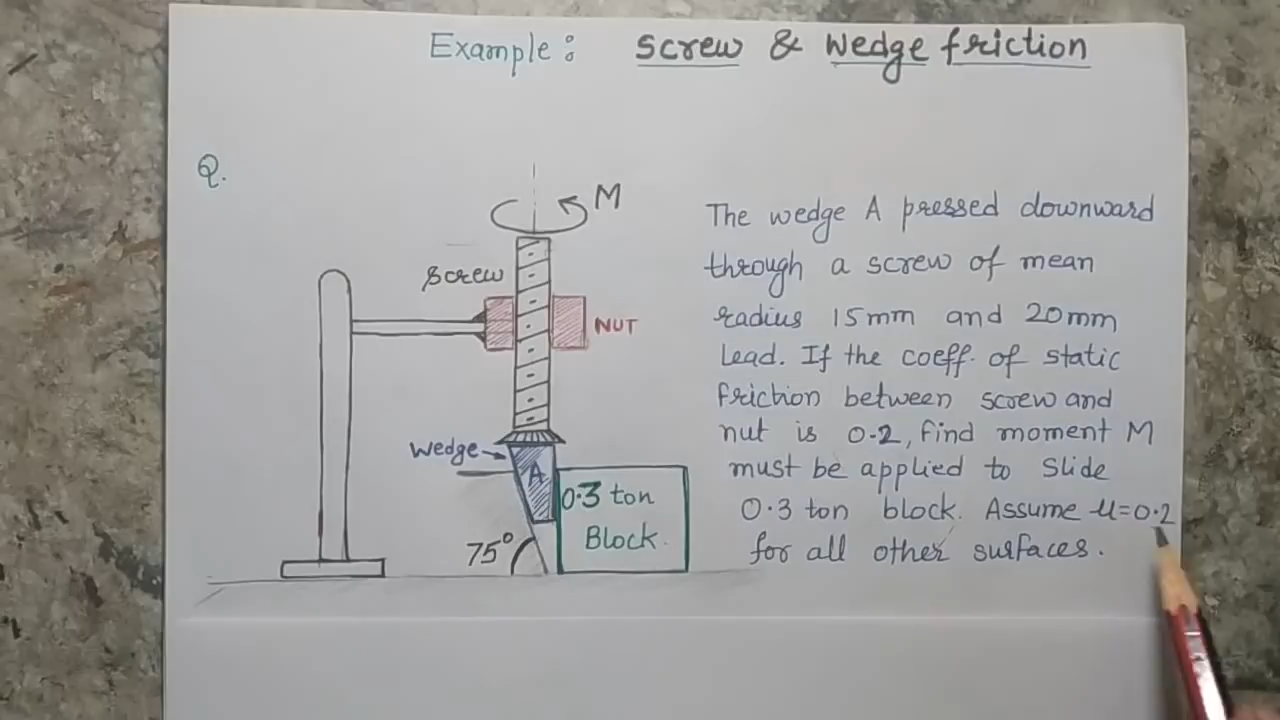 Example: Screw & Wedge friction
Q.
M
Screw
NUT
Wedge
A
0.3 ton
Block.
75°
The wedge A pressed downward
through a screw of mean
radius 15mm and 20mm
Lead. If the coeff. of static
friction between screw and
nut is 0.2, find moment M
must be applied to slide
0.3 ton block. Assume μ=0.2
for all other surfaces.